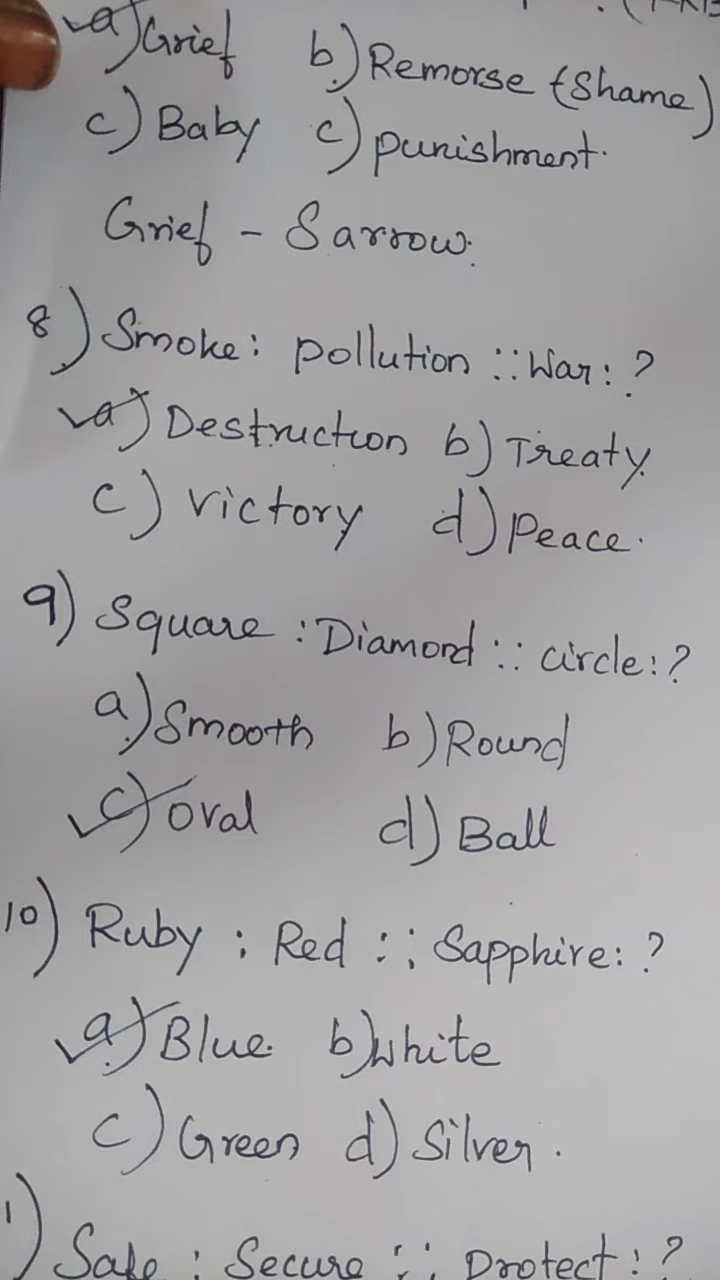 a) Grief b) Remorse (Shame)
c) Baby c) punishment.
Grief - Sarrow.
8) Smoke: pollution :: War: ?
a) Destruction b) Treaty
c) victory d) peace.
9) Square : Diamond :: circle: ?
a) Smooth b) Round
c) oval d) Ball
10) Ruby : Red :: Sapphire: ?
a) Blue b) white
c) Green d) Silver.
1) Safe : Secure :: Protect: ?